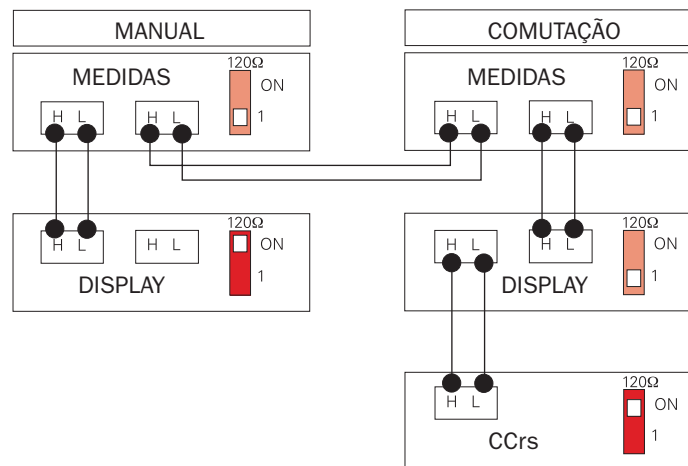 MANUAL
COMUTAÇÃO
MEDIDAS
H L
H L
120Ω
ON
1
MEDIDAS
H L
H L
120Ω
ON
1
H L
H L
DISPLAY
120Ω
ON
1
H L
H L
DISPLAY
120Ω
ON
1
H L
CCrs
120Ω
ON
1